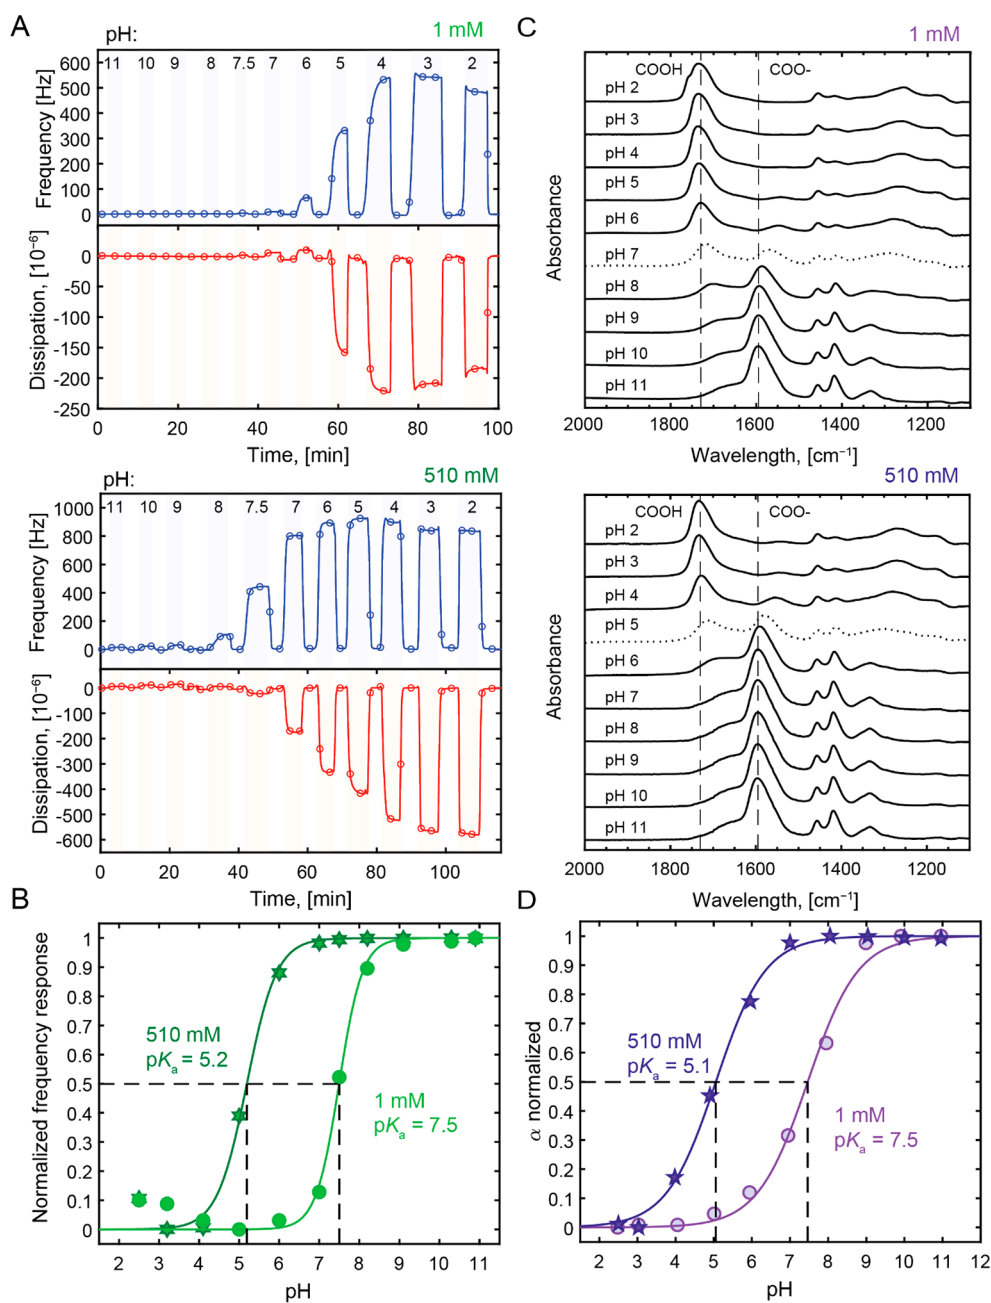 A
pH:
1 mM
11 10 9 8 7.5 7 6 5 4 3 2
600
500
400
300
200
100
0
Frequency [Hz]
0
-50
-100
-150
-200
-250
Dissipation, [10⁻⁶]
0 20 40 60 80 100
Time, [min]
pH:
510 mM
11 10 9 8 7.5 7 6 5 4 3 2
1000
800
600
400
200
0
Frequency [Hz]
0
-100
-200
-300
-400
-500
-600
Dissipation, [10⁻⁶]
0 20 40 60 80 100
Time, [min]
B
1
0.9
0.8
0.7
0.6
0.5
0.4
0.3
0.2
0.1
0
Normalized frequency response
510 mM
pKₐ = 5.2
1 mM
pKₐ = 7.5
2 3 4 5 6 7 8 9 10 11
pH
C
1 mM
COOH COO-
pH 2
pH 3
pH 4
pH 5
pH 6
pH 7
pH 8
pH 9
pH 10
pH 11
Absorbance
2000 1800 1600 1400 1200
Wavelength, [cm⁻¹]
510 mM
COOH COO-
pH 2
pH 3
pH 4
pH 5
pH 6
pH 7
pH 8
pH 9
pH 10
pH 11
Absorbance
2000 1800 1600 1400 1200
Wavelength, [cm⁻¹]
D
1
0.9
0.8
0.7
0.6
0.5
0.4
0.3
0.2
0.1
0
α normalized
510 mM
pKₐ = 5.1
1 mM
pKₐ = 7.5
2 3 4 5 6 7 8 9 10 11 12
pH